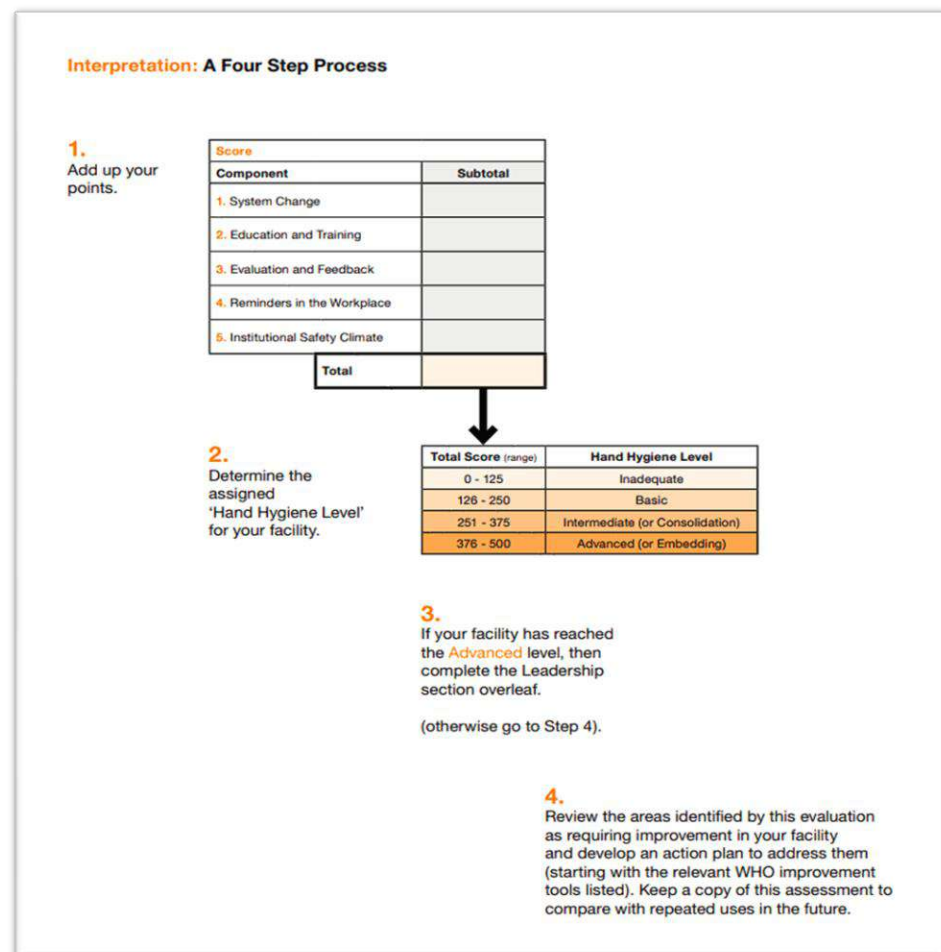 Interpretation: A Four Step Process
1.
Add up your
points.
Score
Component Subtotal
1. System Change
2. Education and Training
3. Evaluation and Feedback
4. Reminders in the Workplace
5. Institutional Safety Climate
Total
2.
Determine the
assigned
'Hand Hygiene Level'
for your facility.
Total Score (range) Hand Hygiene Level
0 - 125 Inadequate
126 - 250 Basic
251 - 375 Intermediate (or Consolidation)
376 - 500 Advanced (or Embedding)
3.
If your facility has reached
the Advanced level, then
complete the Leadership
section overleaf.
(otherwise go to Step 4).
4.
Review the areas identified by this evaluation
as requiring improvement in your facility
and develop an action plan to address them
(starting with the relevant WHO improvement
tools listed). Keep a copy of this assessment to
compare with repeated uses in the future.